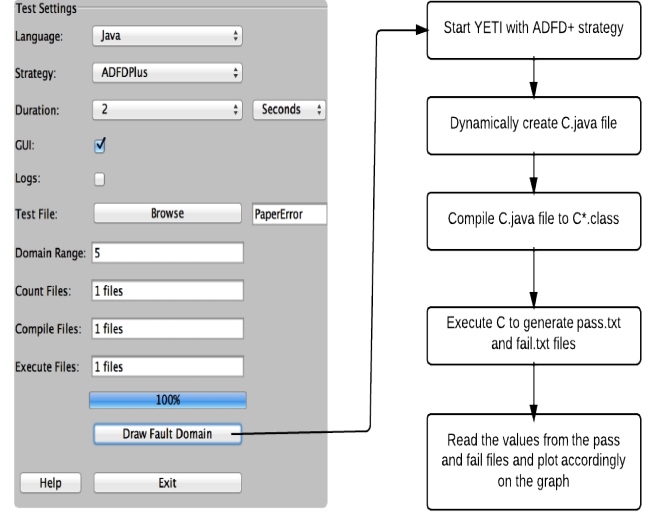 Test Settings
Language: Java
Strategy: ADFDPlus
Duration: 2 Seconds
GUI:
Logs:
Test File: Browse PaperError
Domain Range: 5
Count Files: 1 files
Compile Files: 1 files
Execute Files: 1 files
100%
Draw Fault Domain
Help Exit
Start YETI with ADFD+ strategy
Dynamically create C.java file
Compile C.java file to C*.class
Execute C to generate pass.txt
and fail.txt files
Read the values from the pass
and fail files and plot accordingly
on the graph